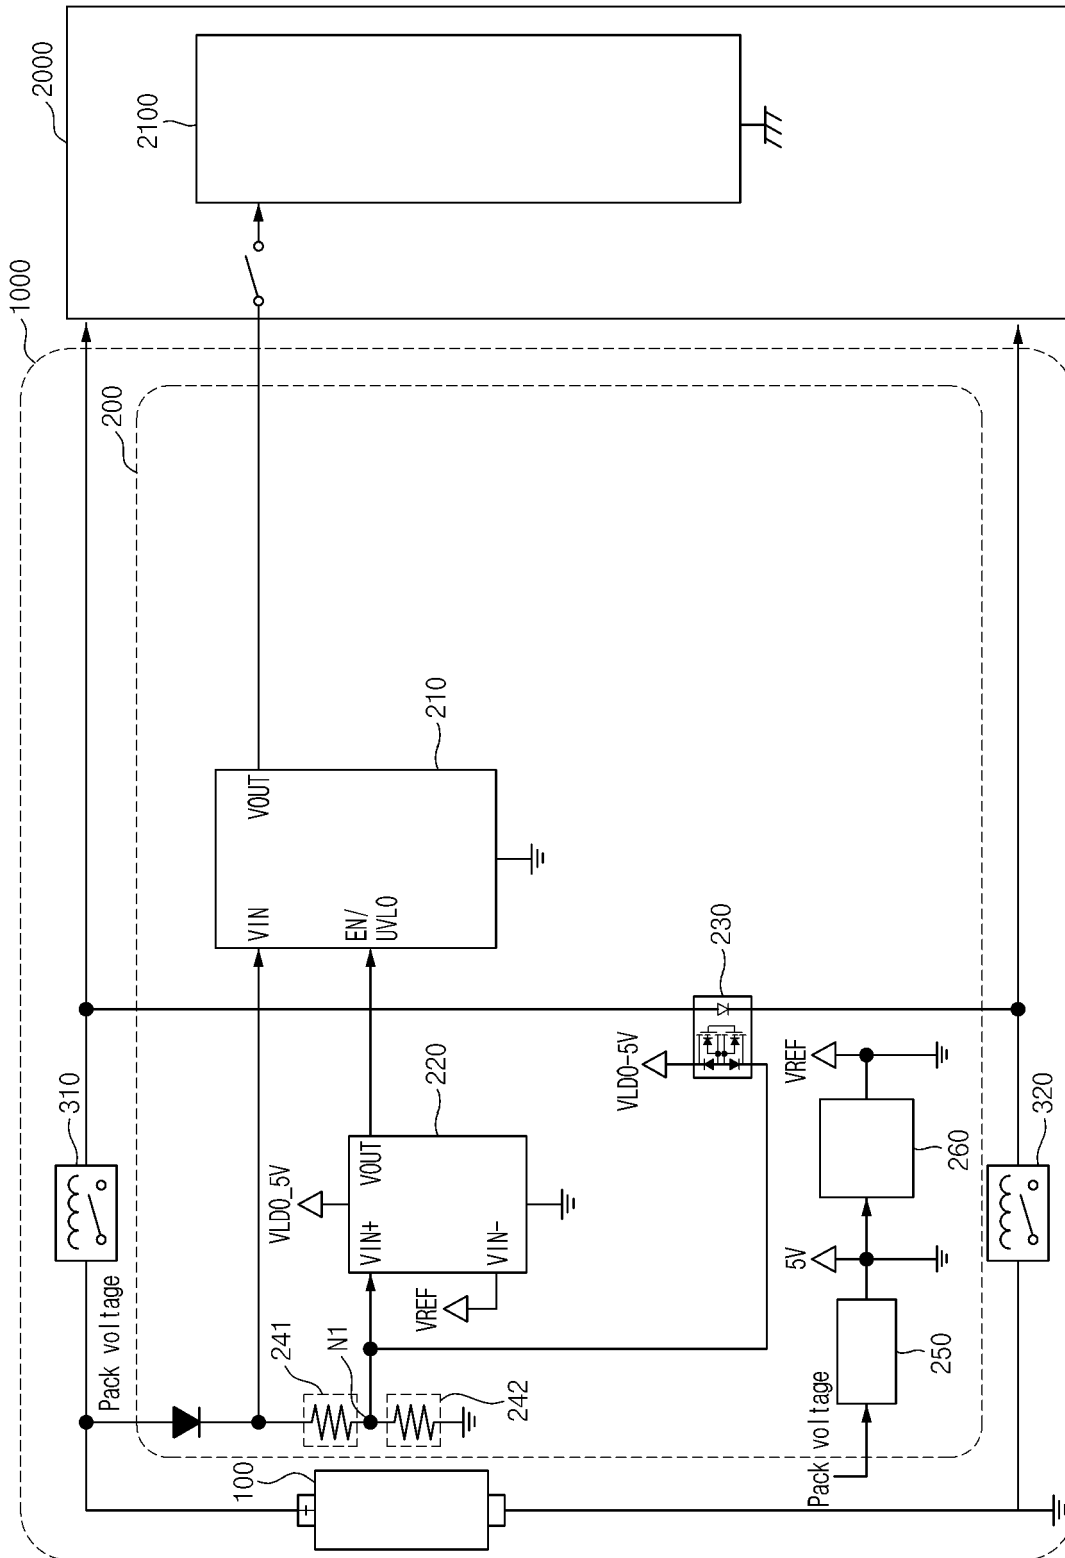 1000
2000
200
2100
310
Pack voltage
241
N1
242
100
VIN
VOUT
EN/
UVLO
210
VLDO_5V
VIN+
VOUT
VIN-
VREF
220
VLDO-5V
230
Pack voltage
250
5V
VREF
260
320